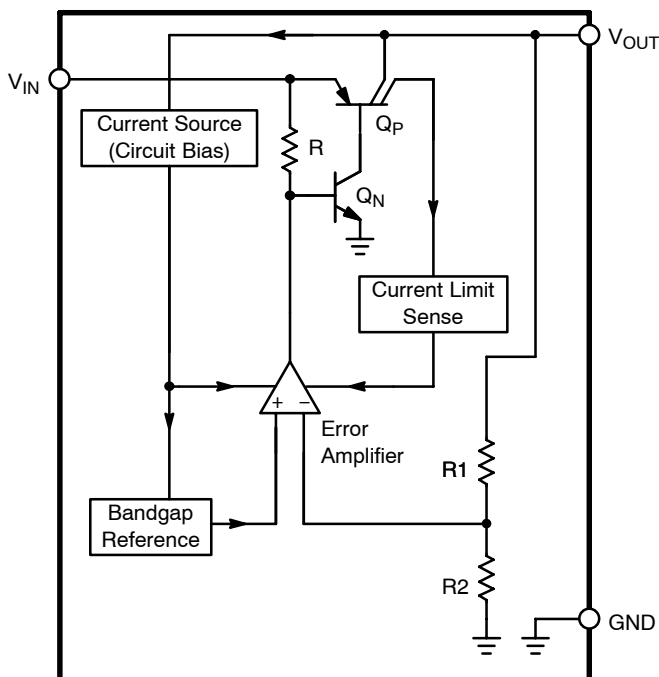 VOUT
VIN
Current Source
(Circuit Bias)
R
QP
QN
Current Limit
Sense
+ −
Error
Amplifier
R1
Bandgap
Reference
R2
GND